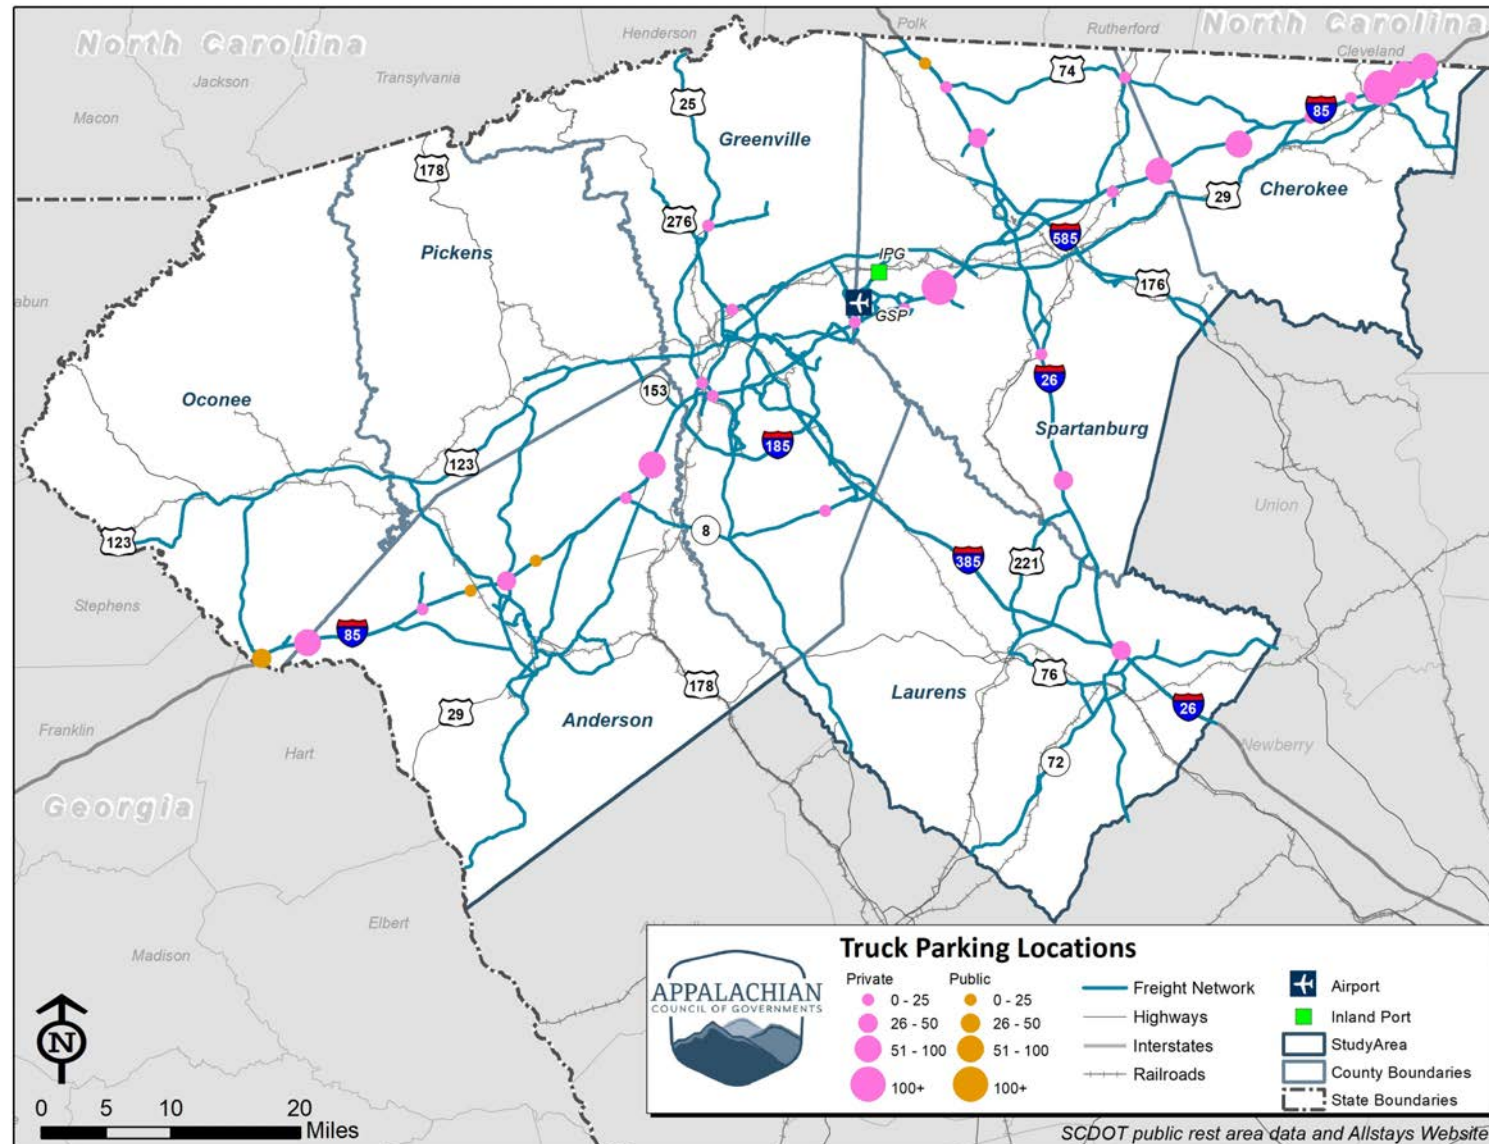 North Carolina
North Carolina
Henderson
Polk
Rutherford
Cleveland
Jackson
Transylvania
Macon
25
74
85
Greenville
178
29
Cherokee
276
585
Pickens
IPG
176
abun
GSP
26
153
Oconee
185
Spartanburg
123
Union
8
123
385
221
Stephens
85
76
178
Laurens
29
26
Anderson
Franklin
Hart
Newberry
72
Georgia
Elbert
Madison
N
0 5 10 20
Miles
APPALACHIAN
COUNCIL OF GOVERNMENTS
Truck Parking Locations
Private Public
0 - 25 0 - 25
26 - 50 26 - 50
51 - 100 51 - 100
100+ 100+
Freight Network
Highways
Interstates
Railroads
Airport
Inland Port
StudyArea
County Boundaries
State Boundaries
SCDOT public rest area data and Allstays Website